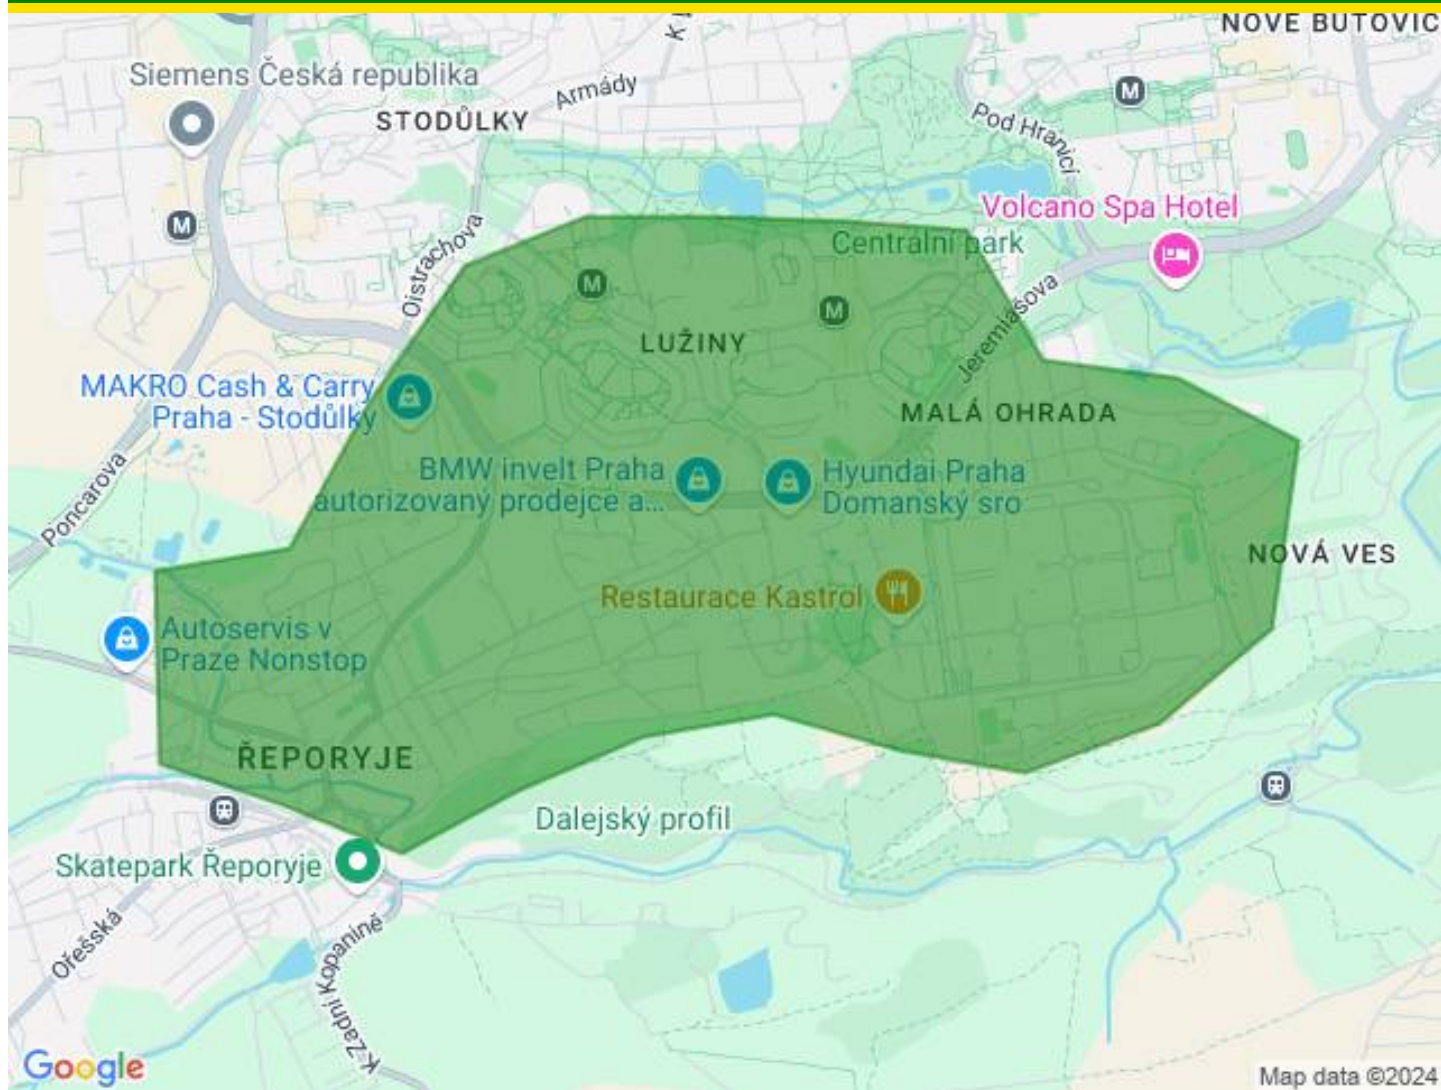 NOVÉ BUTOVIC
Siemens Česká republika
Armády
STODŮLKY
M
Pod Hranicí
Volcano Spa Hotel
M
Oistrachova
Centrální park
M
M
Jeremiášova
LUŽINY
MAKRO Cash & Carry
Praha - Stodůlky
MALÁ OHRADA
Poncarova
BMW invelt Praha
autorizovaný prodejce a...
Hyundai Praha
Domanský sro
NOVÁ VES
Restaurace Kastrol
Autoservis v
Praze Nonstop
ŘEPORYJE
Dalejský profil
Skatepark Řeporyje
Ořešská
K Zadní Kopanině
Google
Map data ©2024